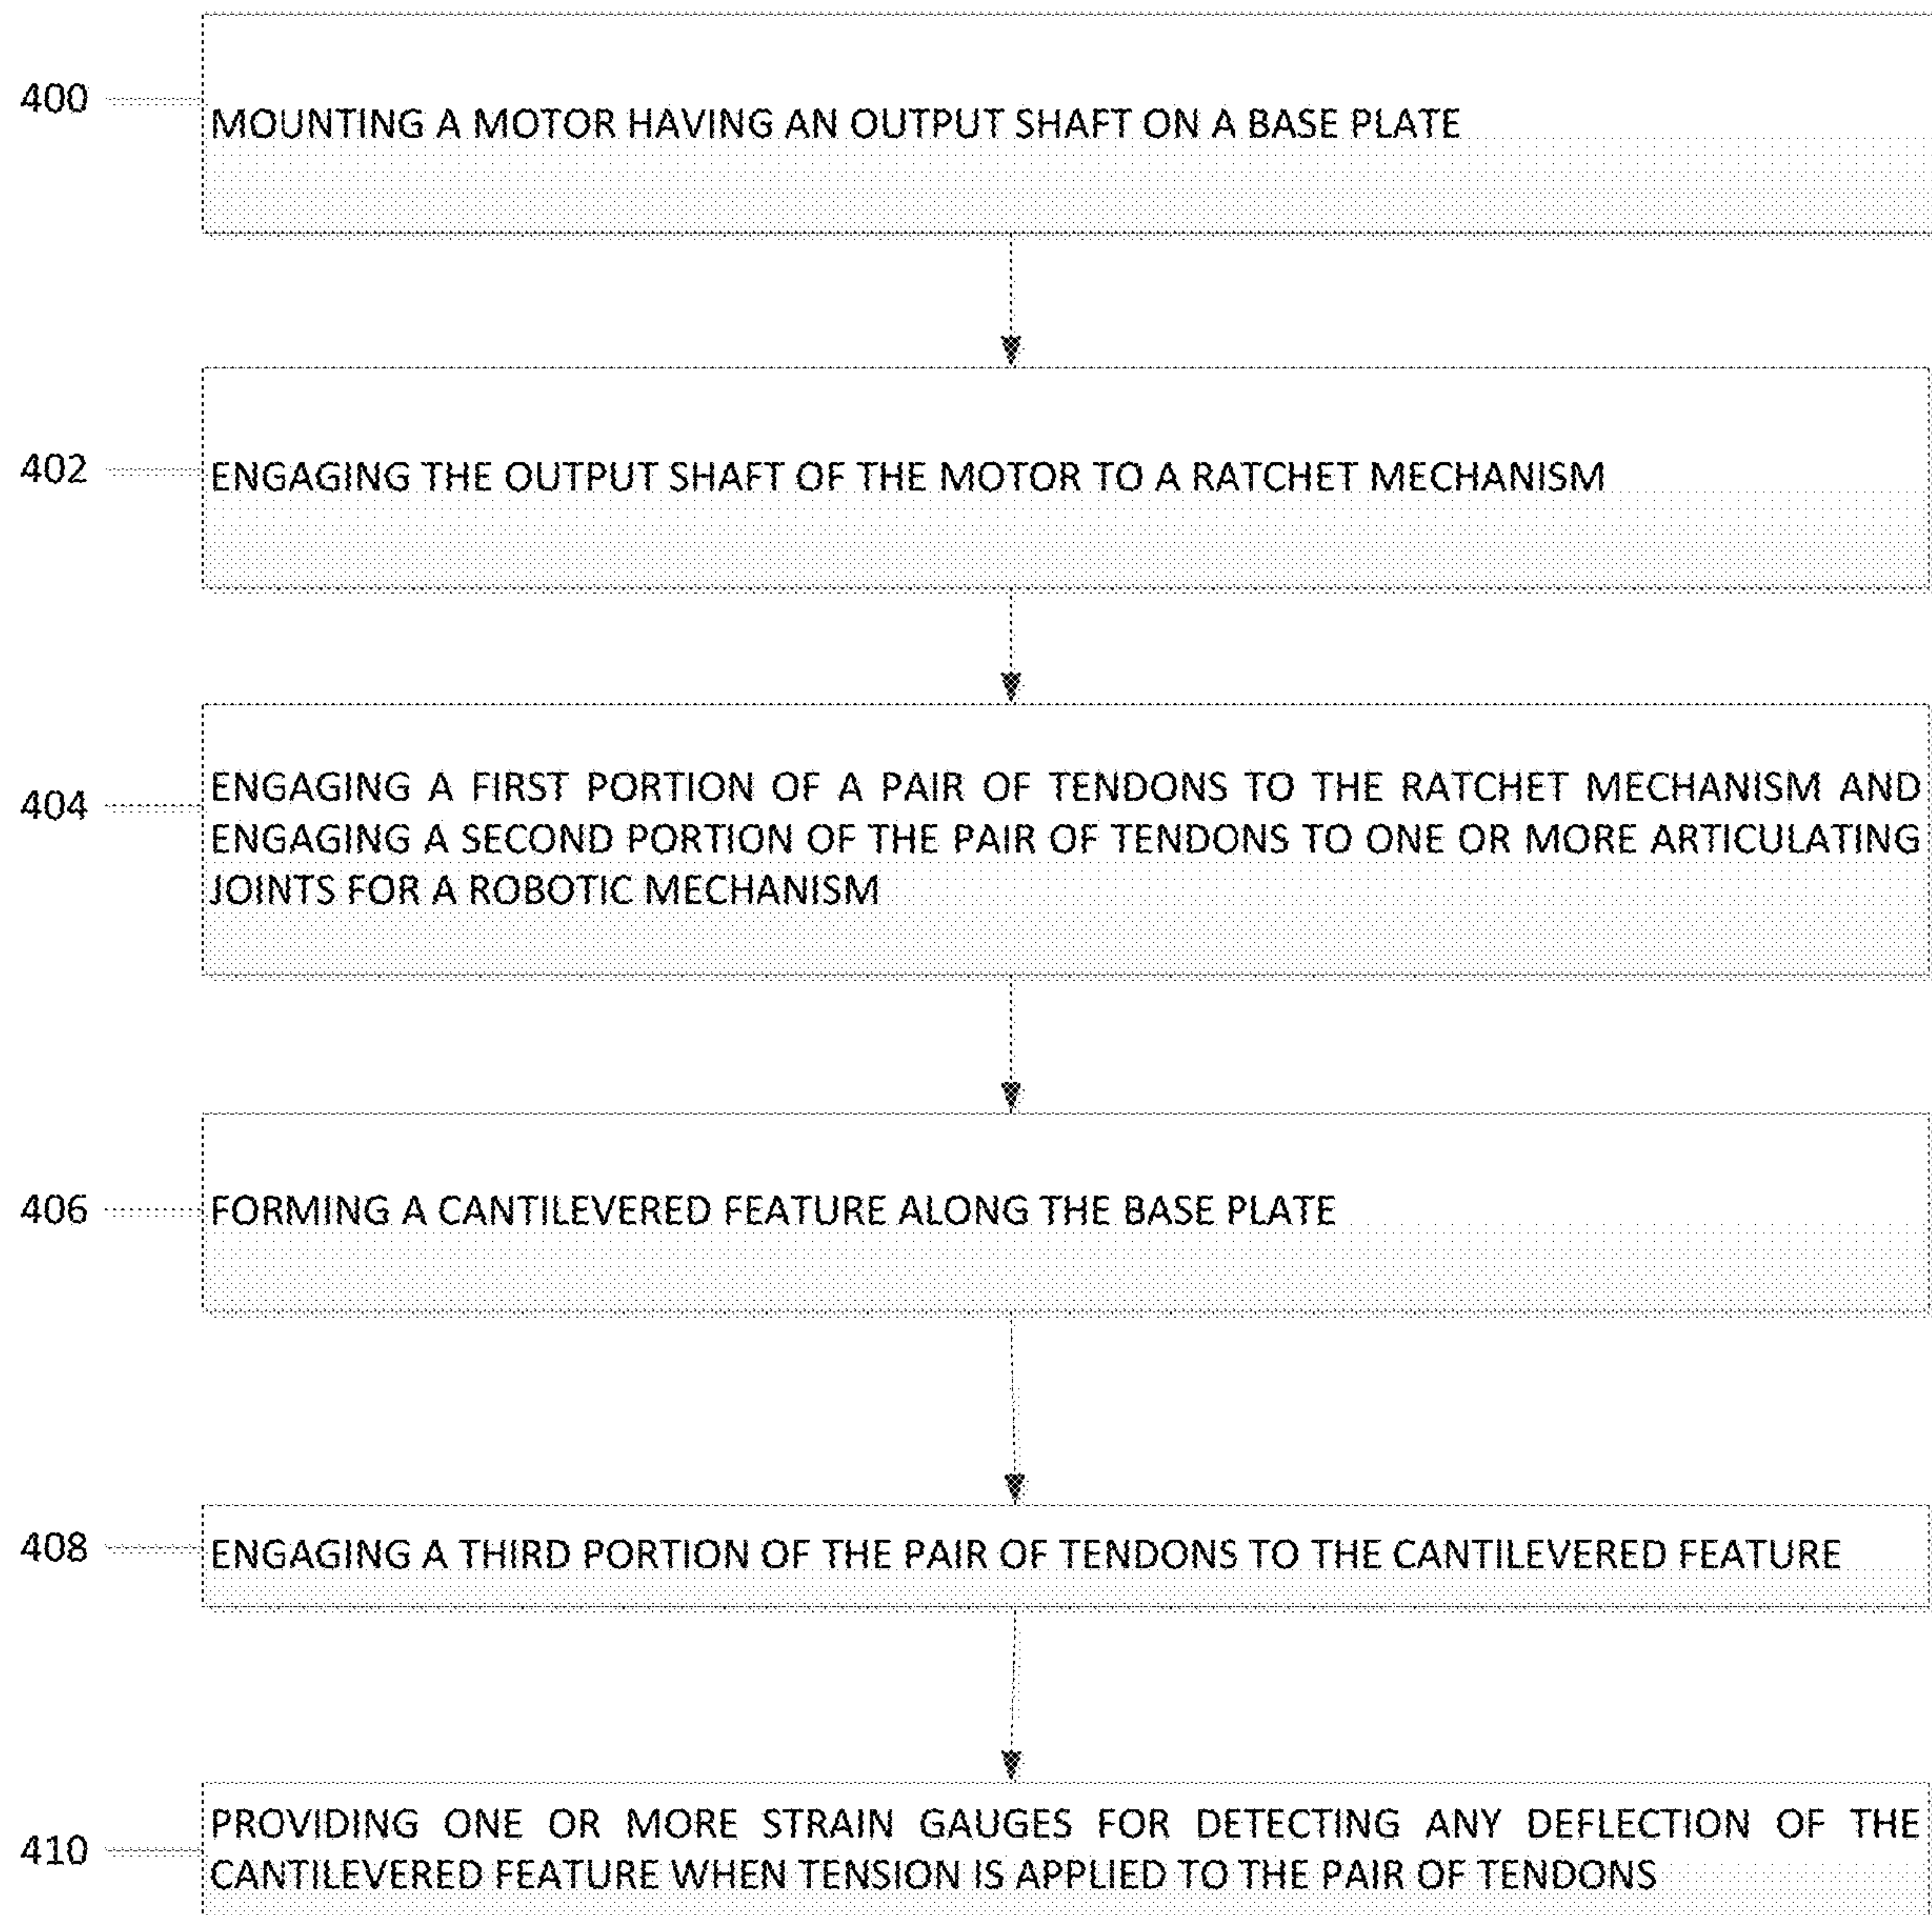 400
MOUNTING A MOTOR HAVING AN OUTPUT SHAFT ON A BASE PLATE
402
ENGAGING THE OUTPUT SHAFT OF THE MOTOR TO A RATCHET MECHANISM
404
ENGAGING A FIRST PORTION OF A PAIR OF TENDONS TO THE RATCHET MECHANISM AND
ENGAGING A SECOND PORTION OF THE PAIR OF TENDONS TO ONE OR MORE ARTICULATING
JOINTS FOR A ROBOTIC MECHANISM
406
FORMING A CANTILEVERED FEATURE ALONG THE BASE PLATE
408
ENGAGING A THIRD PORTION OF THE PAIR OF TENDONS TO THE CANTILEVERED FEATURE
410
PROVIDING ONE OR MORE STRAIN GAUGES FOR DETECTING ANY DEFLECTION OF THE
CANTILEVERED FEATURE WHEN TENSION IS APPLIED TO THE PAIR OF TENDONS